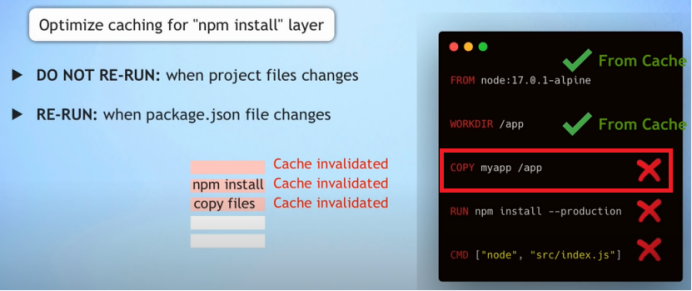 Optimize caching for "npm install" layer
DO NOT RE-RUN: when project files changes
RE-RUN: when package.json file changes
Cache invalidated
npm install Cache invalidated
copy files Cache invalidated
From Cache
FROM node:17.0.1-alpine
WORKDIR /app From Cache
COPY myapp /app
RUN npm install --production
CMD ["node", "src/index.js"]